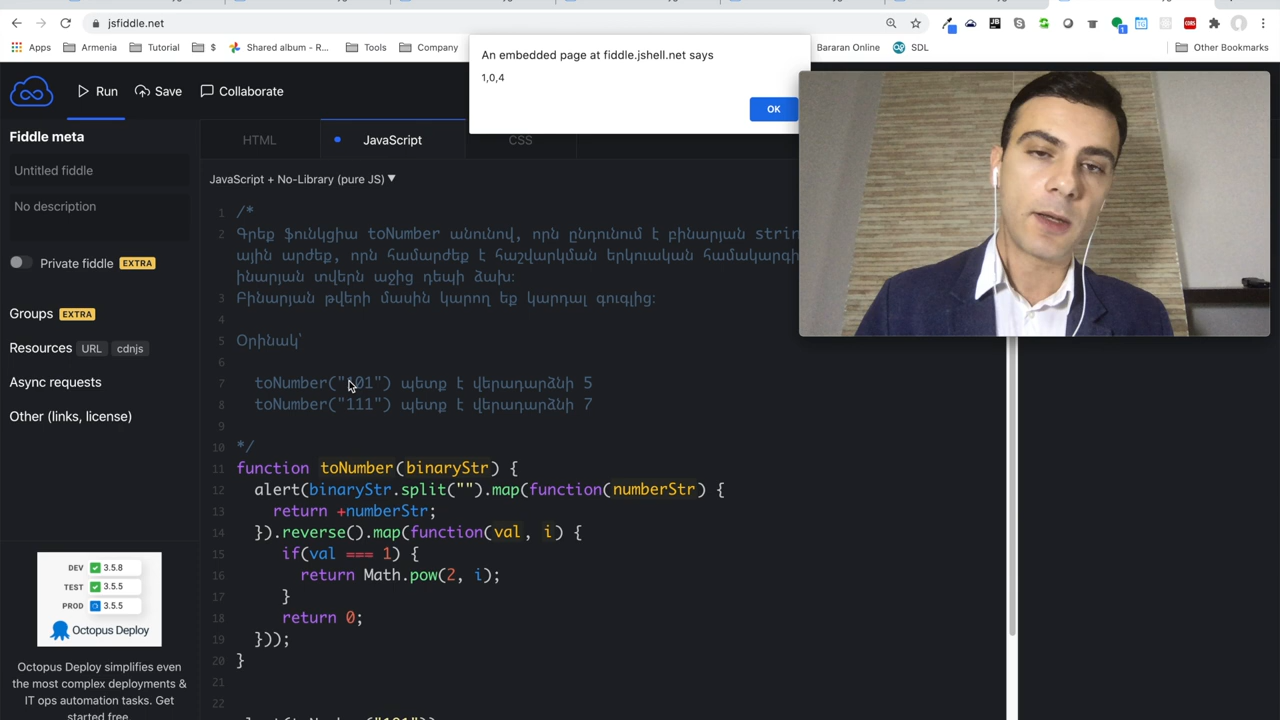 jsfiddle.net
Apps Armenia Tutorial $ Shared album - R... Tools Company Bararan Online SDL Other Bookmarks
An embedded page at fiddle.jshell.net says
1,0,4
OK
Run Save Collaborate
Fiddle meta
Untitled fiddle
No description
Private fiddle EXTRA
Groups EXTRA
Resources URL cdnjs
Async requests
Other (links, license)
DEV 3.5.8
TEST 3.5.5
PROD 3.5.5
Octopus Deploy
Octopus Deploy simplifies even
the most complex deployments &
IT ops automation tasks. Get
started free.
HTML JavaScript CSS
JavaScript + No-Library (pure JS)
1 /*
2 Գրեք ֆունկցիա toNumber անունով, որն ընդունում է բինարյան strin
ային արժեք, որն համարժեք է հաշվարկման երկուական համակարգի
ինարյան տվերն աջից դեպի ձախ:
3 Բինարյան թվերի մասին կարող եք կարդալ գուգլից:
4
5 Օրինակ՝
6
7 toNumber("101") պետք է վերադարձնի 5
8 toNumber("111") պետք է վերադարձնի 7
9
10 */
11 function toNumber(binaryStr) {
12 alert(binaryStr.split("").map(function(numberStr) {
13 return +numberStr;
14 }).reverse().map(function(val, i) {
15 if(val === 1) {
16 return Math.pow(2, i);
17 }
18 return 0;
19 }));
20 }
21
22